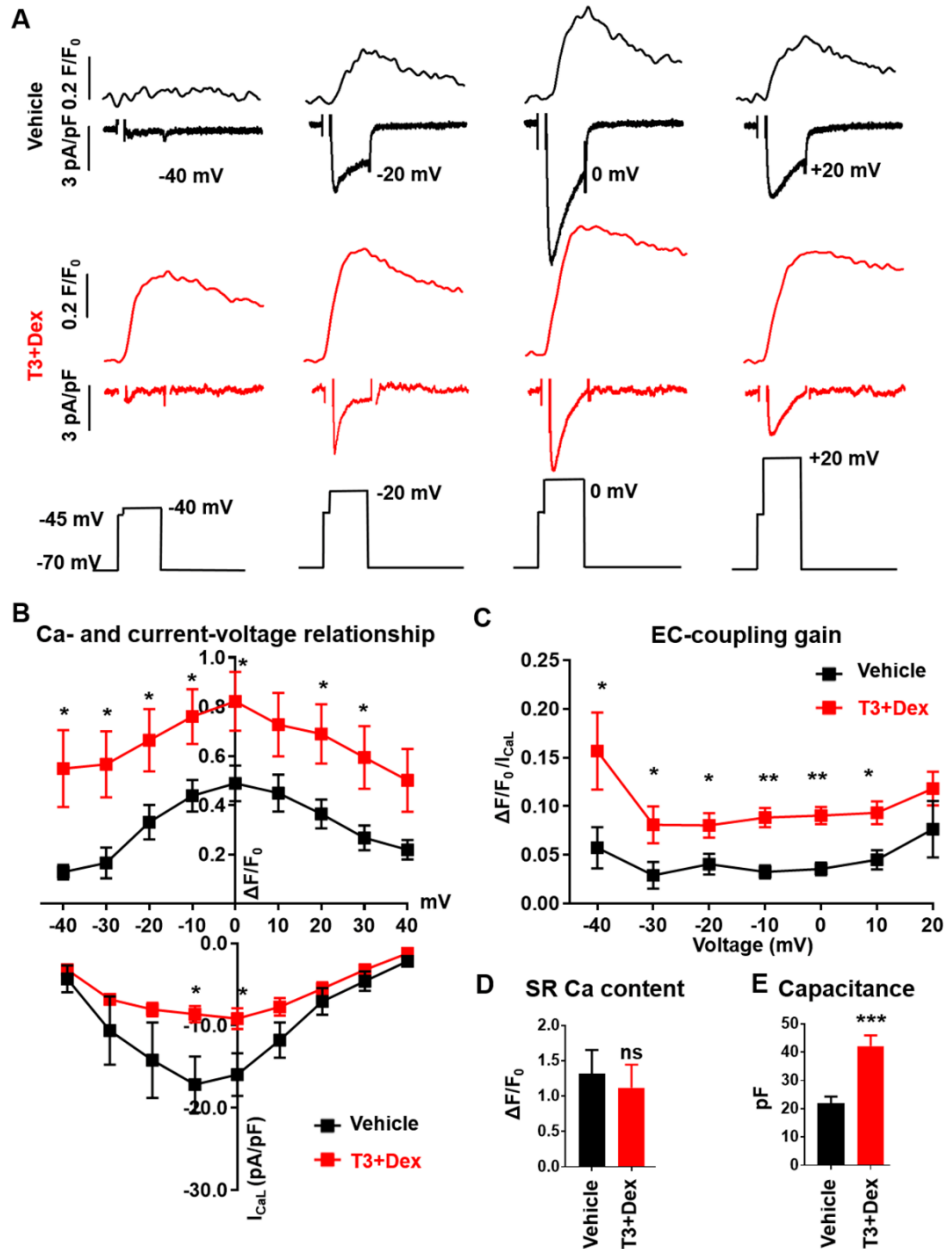 A
Vehicle
0.2 F/F0
3 pA/pF
-40 mV
-20 mV
0 mV
+20 mV
T3+Dex
0.2 F/F0
3 pA/pF
-45 mV
-70 mV
-40 mV
-20 mV
0 mV
+20 mV
B
Ca- and current-voltage relationship
1.0
0.8
0.6
0.4
0.2
ΔF/F0
* * * * * * *
mV
-40 -30 -20 -10 0 10 20 30 40
0.0
-10.0
-20.0
-30.0
* *
ICaL (pA/pF)
Vehicle
T3+Dex
C
EC-coupling gain
0.25
0.20
0.15
0.10
0.05
0.00
ΔF/F0/ICaL
* * * ** ** *
Vehicle
T3+Dex
-40 -30 -20 -10 0 10 20
Voltage (mV)
D
SR Ca content
2.0
1.5
1.0
0.5
0.0
ΔF/F0
ns
Vehicle
T3+Dex
E
Capacitance
50
40
30
20
10
0
pF
***
Vehicle
T3+Dex